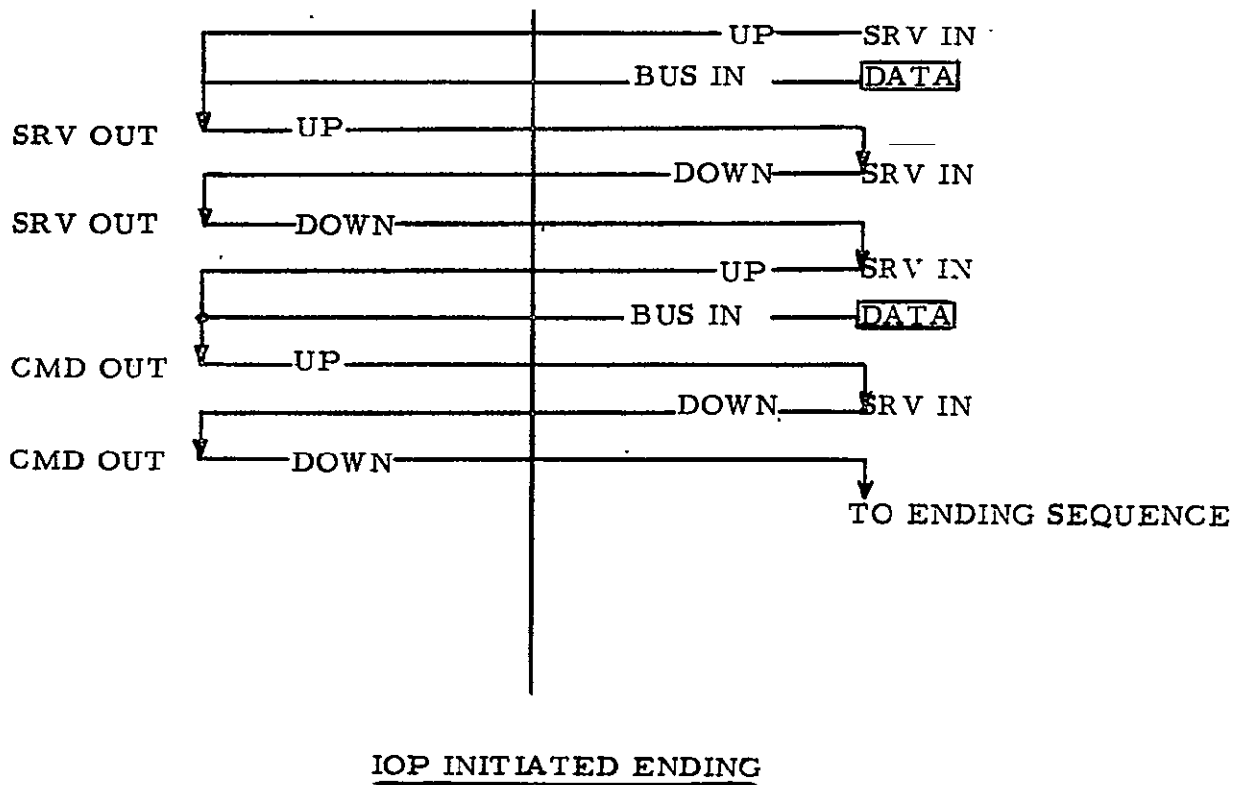 UP SRV IN
BUS IN DATA
SRV OUT UP
DOWN SRV IN
SRV OUT DOWN
UP SRV IN
BUS IN DATA
CMD OUT UP
DOWN SRV IN
CMD OUT DOWN
TO ENDING SEQUENCE
IOP INITIATED ENDING